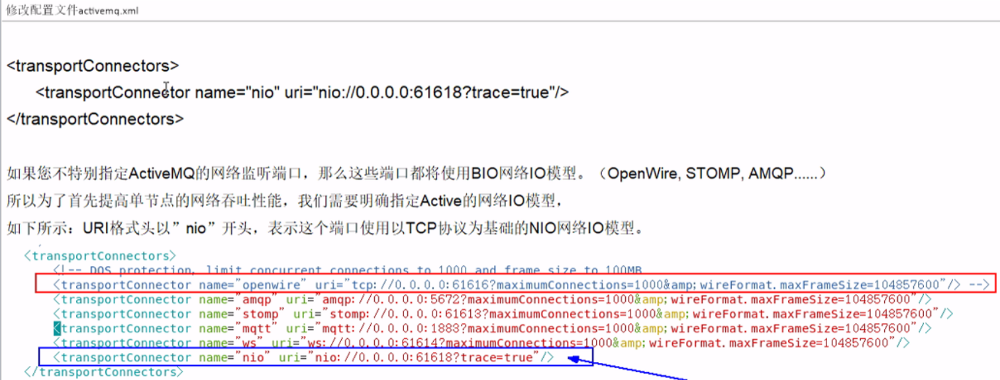 修改配置文件activemq.xml
<transportConnectors>
<transportConnector name="nio" uri="nio://0.0.0.0:61618?trace=true"/>
</transportConnectors>
如果您不特别指定ActiveMQ的网络监听端口，那么这些端口都将使用BIO网络IO模型。（OpenWire, STOMP, AMQP......）
所以为了首先提高单节点的网络吞吐性能，我们需要明确指定Active的网络IO模型，
如下所示：URI格式头以”nio”开头，表示这个端口使用以TCP协议为基础的NIO网络IO模型。
<transportConnectors>
<!-- DOS protection, limit concurrent connections to 1000 and frame size to 100MB
<transportConnector name="openwire" uri="tcp://0.0.0.0:61616?maximumConnections=1000&amp;wireFormat.maxFrameSize=104857600"/> -->
<transportConnector name="amqp" uri="amqp://0.0.0.0:5672?maximumConnections=1000&amp;wireFormat.maxFrameSize=104857600"/>
<transportConnector name="stomp" uri="stomp://0.0.0.0:61613?maximumConnections=1000&amp;wireFormat.maxFrameSize=104857600"/>
<transportConnector name="mqtt" uri="mqtt://0.0.0.0:1883?maximumConnections=1000&amp;wireFormat.maxFrameSize=104857600"/>
<transportConnector name="ws" uri="ws://0.0.0.0:61614?maximumConnections=1000&amp;wireFormat.maxFrameSize=104857600"/>
<transportConnector name="nio" uri="nio://0.0.0.0:61618?trace=true"/>
</transportConnectors>